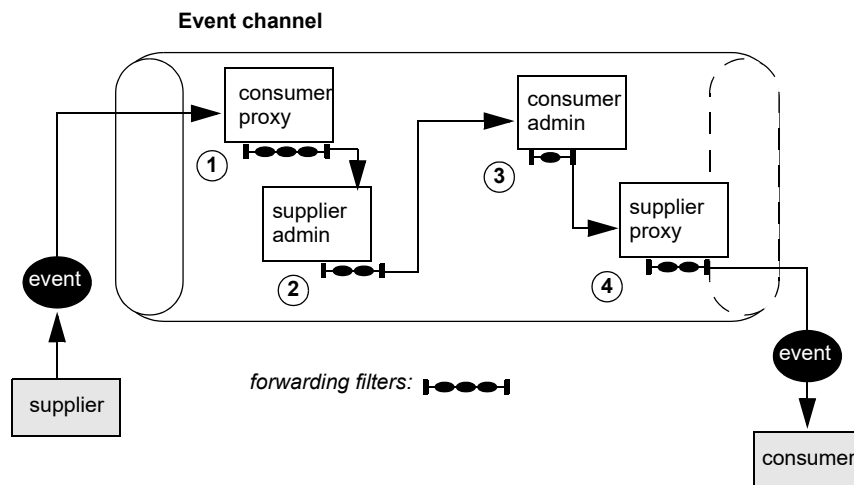 Event channel
consumer
proxy
consumer
admin
1
3
supplier
admin
supplier
proxy
event
2
4
event
forwarding filters:
supplier
consumer